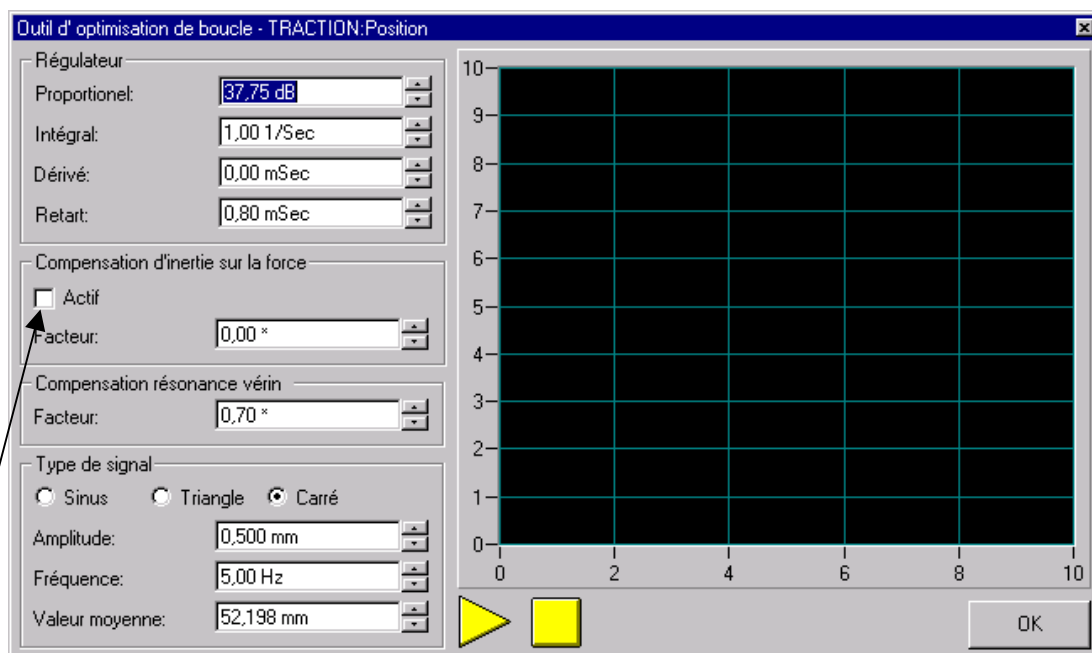 Outil d' optimisation de boucle - TRACTION:Position
Régulateur
Proportionel: 37,75 dB
Intégral: 1,00 1/Sec
Dérivé: 0,00 mSec
Retart: 0,80 mSec
Compensation d'inertie sur la force
Actif
Facteur: 0,00 *
Compensation résonance vérin
Facteur: 0,70 *
Type de signal
Sinus Triangle Carré
Amplitude: 0,500 mm
Fréquence: 5,00 Hz
Valeur moyenne: 52,198 mm
10
9
8
7
6
5
4
3
2
1
0
0 2 4 6 8 10
OK